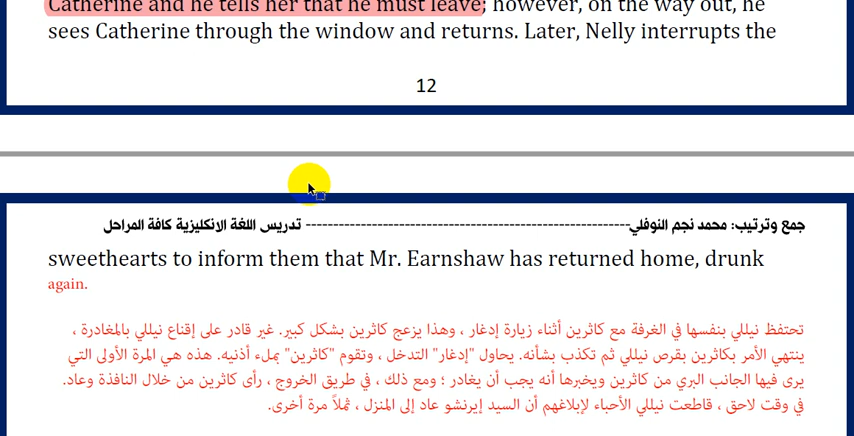 Catherine and he tells her that he must leave; however, on the way out, he
sees Catherine through the window and returns. Later, Nelly interrupts the
12
جمع وترتيب: محمد نجم النوفلي------------------------------------------------------------ تدريس اللغة الانكليزية كافة المراحل
sweethearts to inform them that Mr. Earnshaw has returned home, drunk
again.
تحتفظ نيللي بنفسها في الغرفة مع كاثرين أثناء زيارة إدغار ، وهذا يزعج كاثرين بشكل كبير. غير قادر على إقناع نيللي بالمغادرة ،
ينتهي الأمر بكاثرين بقرص نيللي ثم تكذب بشأنه. يحاول "إدغار" التدخل ، وتقوم "كاثرين" بملء أذنيه. هذه هي المرة الأولى التي
يرى فيها الجانب البري من كاثرين ويخبرها أنه يجب أن يغادر ؛ ومع ذلك ، في طريق الخروج ، رأى كاثرين من خلال النافذة وعاد.
في وقت لاحق ، قاطعت نيللي الأحباء لإبلاغهم أن السيد إيرنشو عاد إلى المنزل ، ثملاً مرة أخرى.